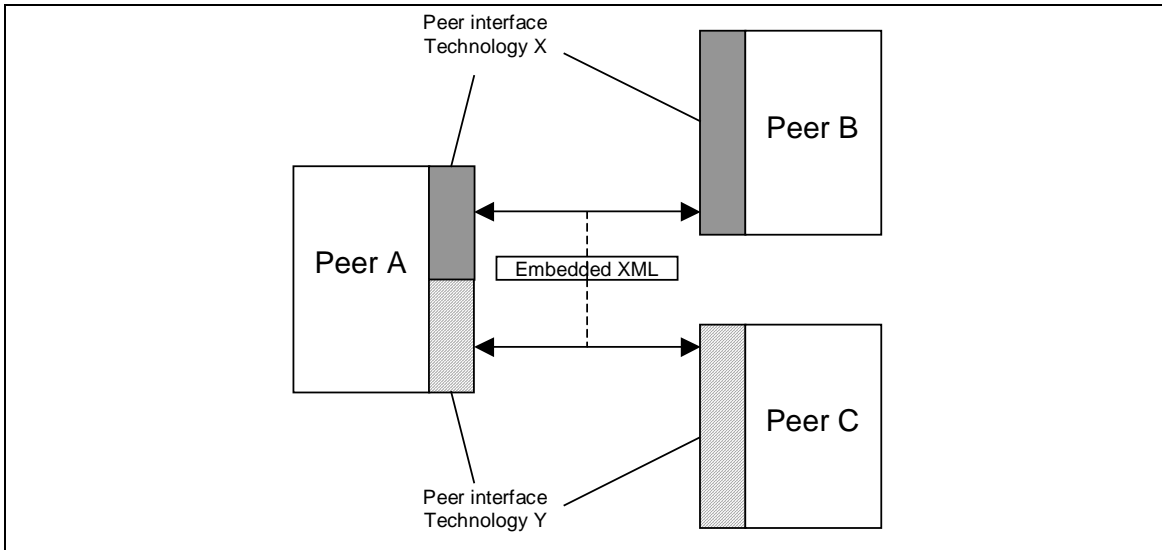 Peer interface
Technology X
Peer B
Peer A
Embedded XML
Peer C
Peer interface
Technology Y